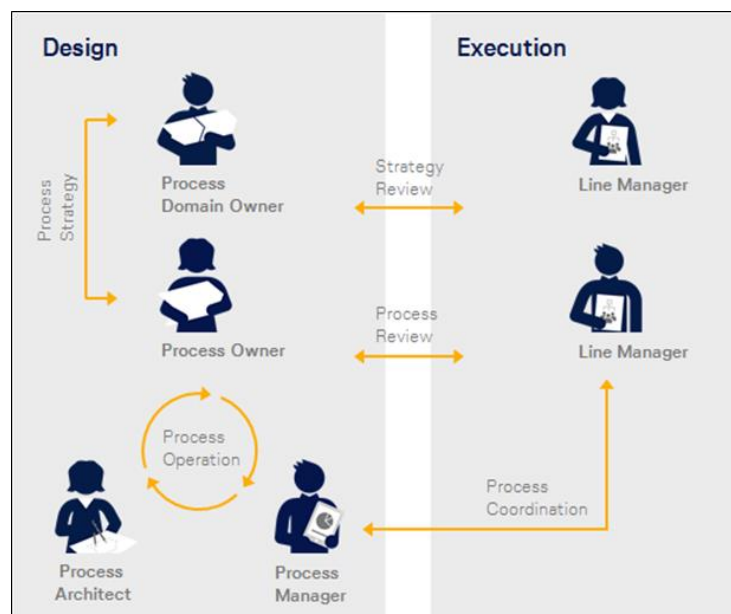 Design
Execution
Process
Strategy
Process
Domain Owner
Strategy
Review
Line Manager
Process Owner
Process
Review
Line Manager
Process
Operation
Process
Coordination
Process
Architect
Process
Manager